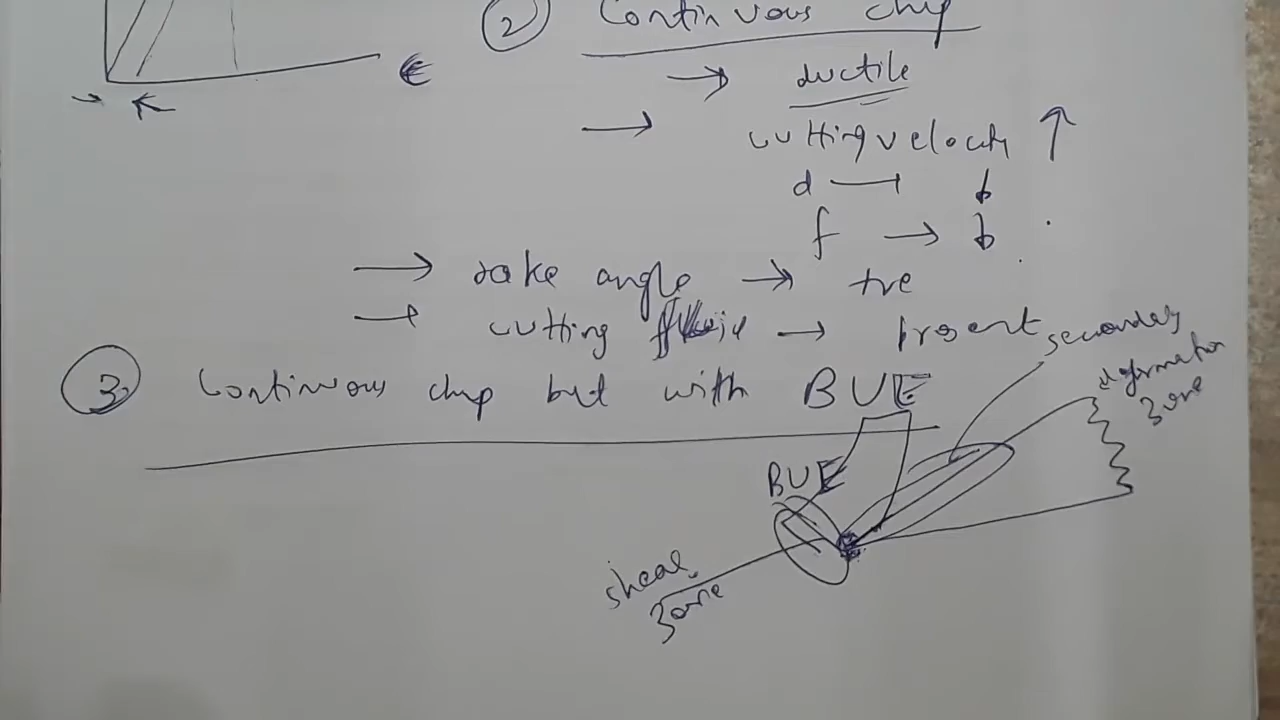 ② Continuous chip
→ ductile
→ cutting velocity ↑
d → ↓
f → ↓
→ rake angle → +ve
→ cutting fluid → present
③ Continuous chip but with BUE
secondary
deformation
zone
BUE
shear
zone
ϵ